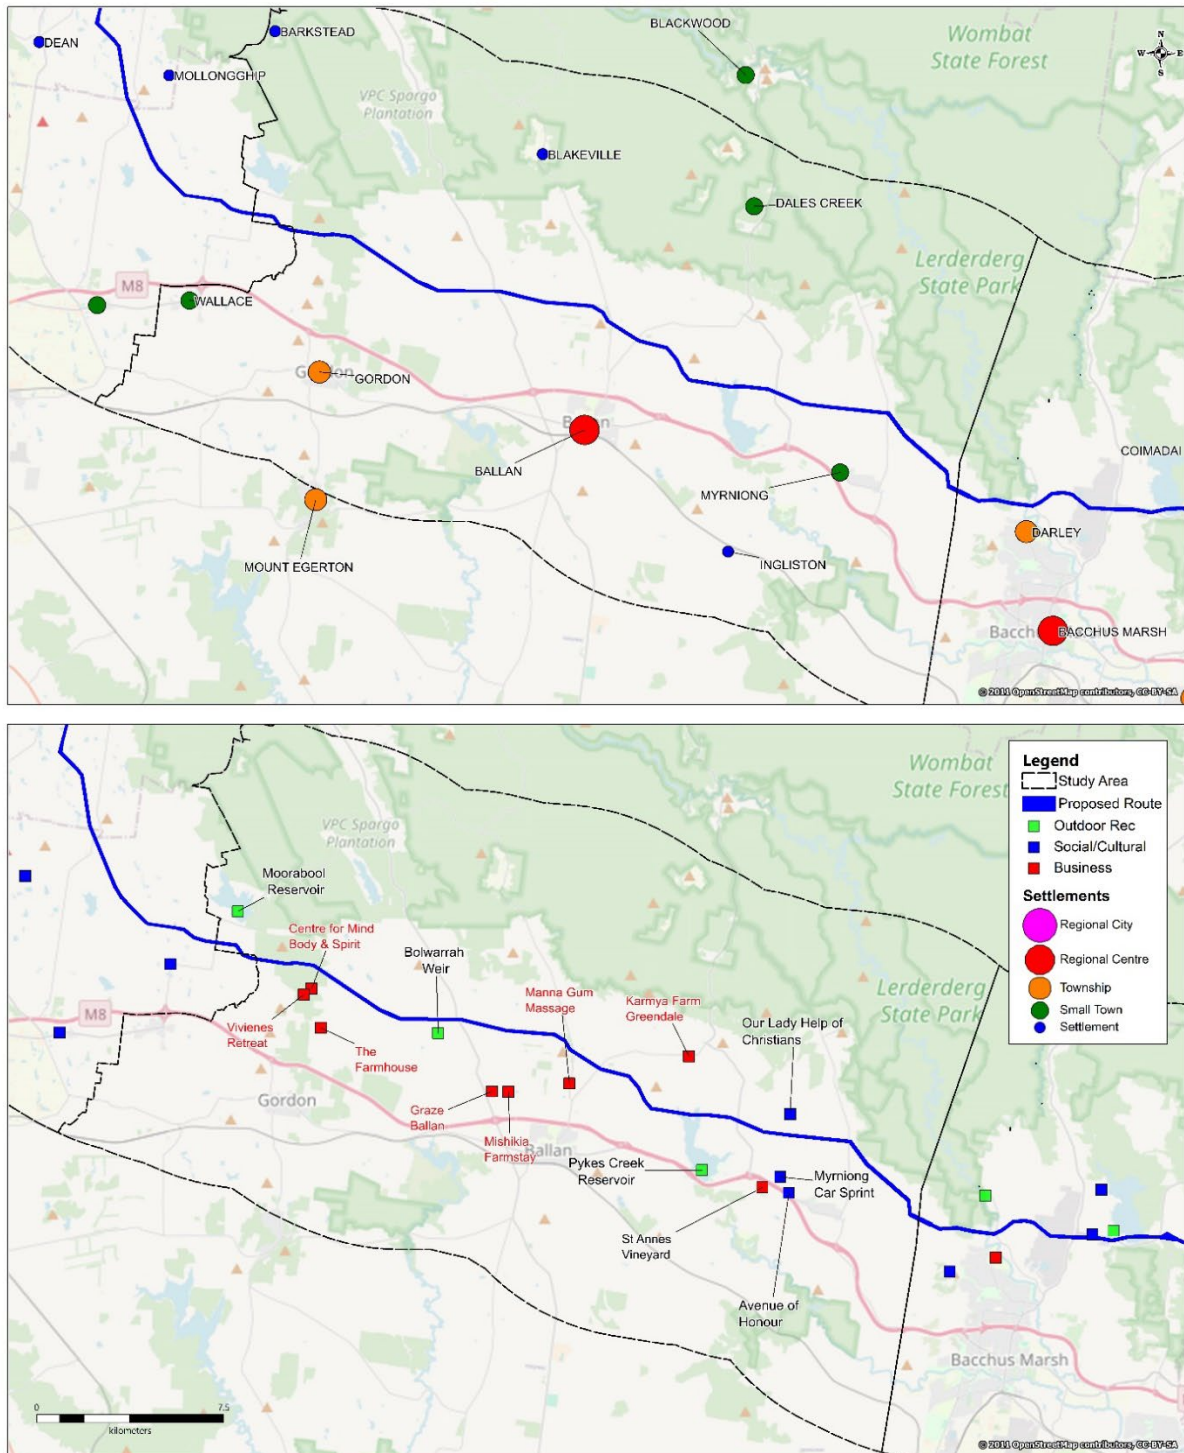 BLACKWOOD
Wombat
State Forest
N
W
E
S
DEAN
BARKSTEAD
MOLLONGGHIP
VPC Spargo
Plantation
BLAKEVILLE
DALES CREEK
Lerderderg
State Park
M8
WALLACE
Gordon
GORDON
Ballan
BALLAN
COIMADAI
MYRNIONG
DARLEY
MOUNT EGERTON
INGLISTON
BACCHUS MARSH
© 2011 OpenStreetMap contributors, CC-BY-SA
Wombat
State Forest
Legend
Study Area
Proposed Route
Outdoor Rec
Social/Cultural
Business
Settlements
Regional City
Regional Centre
Township
Small Town
Settlement
VPC Spargo
Plantation
Moorabool
Reservoir
Centre for Mind
Body & Spirit
Bolwarrah
Weir
Manna Gum
Massage
Karmya Farm
Greendale
Lerderderg
State Park
Our Lady Help of
Christians
M8
Vivienes
Retreat
The
Farmhouse
Gordon
Graze
Ballan
Mishikia
Farmstay
Ballan
Pykes Creek
Reservoir
Myrniong
Car Sprint
St Annes
Vineyard
Avenue of
Honour
Bacchus Marsh
0 7.5
kilometers
© 2011 OpenStreetMap contributors, CC-BY-SA